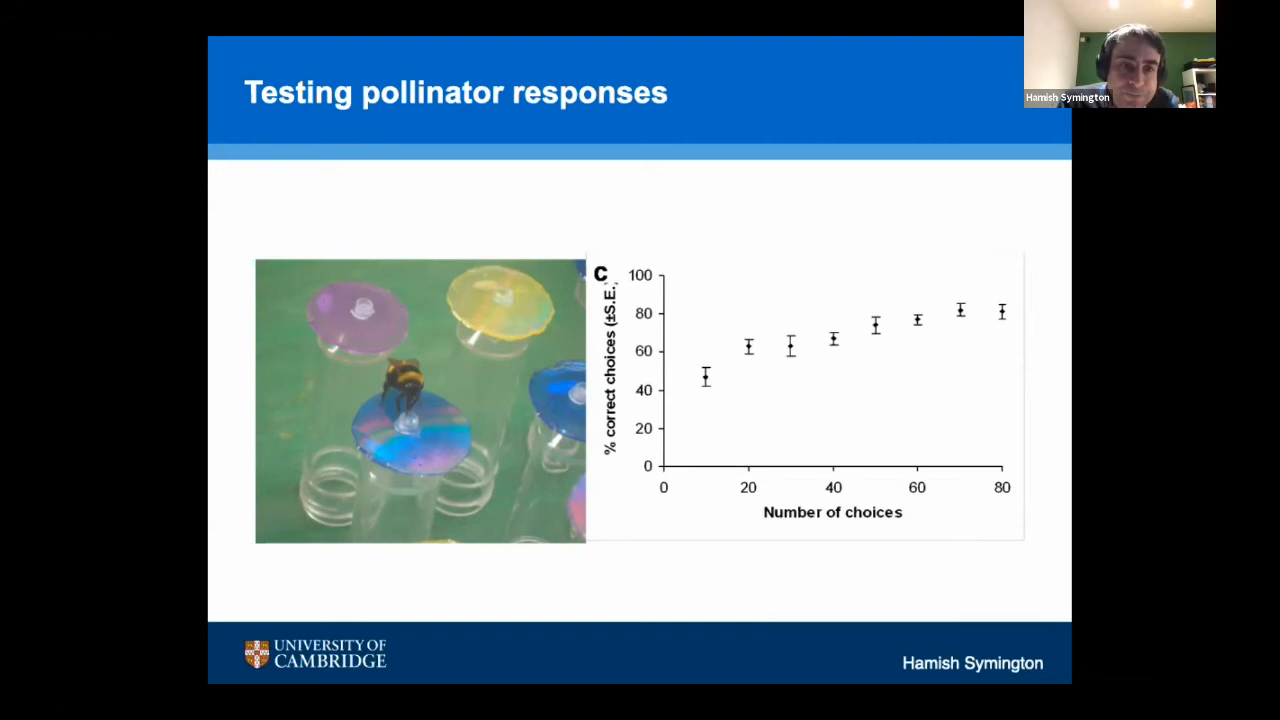 Testing pollinator responses
Hamish Symington
C
% correct choices (±S.E.)
100
80
60
40
20
0
0
20
40
60
80
Number of choices
UNIVERSITY OF
CAMBRIDGE
Hamish Symington